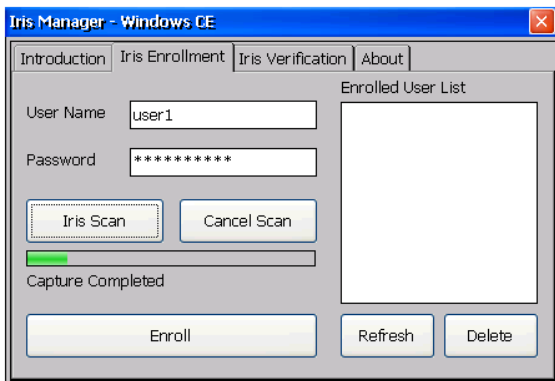 Iris Manager - Windows CE
Introduction Iris Enrollment Iris Verification About
Enrolled User List
User Name user1
Password **********
Iris Scan Cancel Scan
Capture Completed
Enroll Refresh Delete